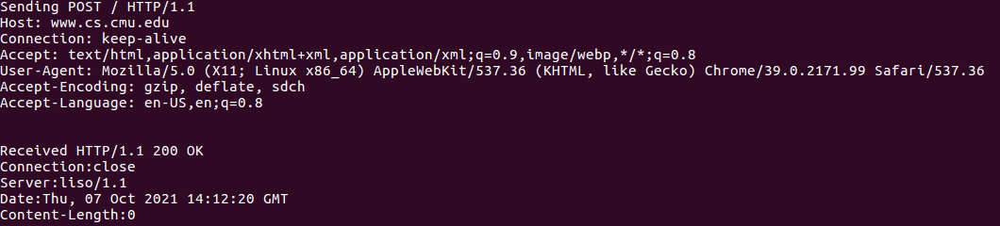 Sending POST / HTTP/1.1
Host: www.cs.cmu.edu
Connection: keep-alive
Accept: text/html,application/xhtml+xml,application/xml;q=0.9,image/webp,*/*;q=0.8
User-Agent: Mozilla/5.0 (X11; Linux x86_64) AppleWebKit/537.36 (KHTML, like Gecko) Chrome/39.0.2171.99 Safari/537.36
Accept-Encoding: gzip, deflate, sdch
Accept-Language: en-US,en;q=0.8
Received HTTP/1.1 200 OK
Connection:close
Server:liso/1.1
Date:Thu, 07 Oct 2021 14:12:20 GMT
Content-Length:0